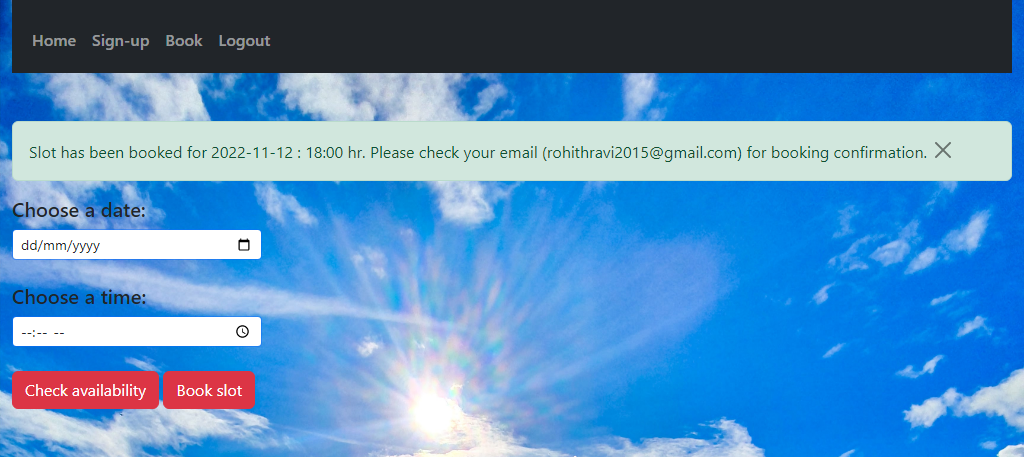 Home Sign-up Book Logout
Slot has been booked for 2022-11-12 : 18:00 hr. Please check your email (rohithravi2015@gmail.com) for booking confirmation.
Choose a date:
dd/mm/yyyy
Choose a time:
--:-- --
Check availability Book slot